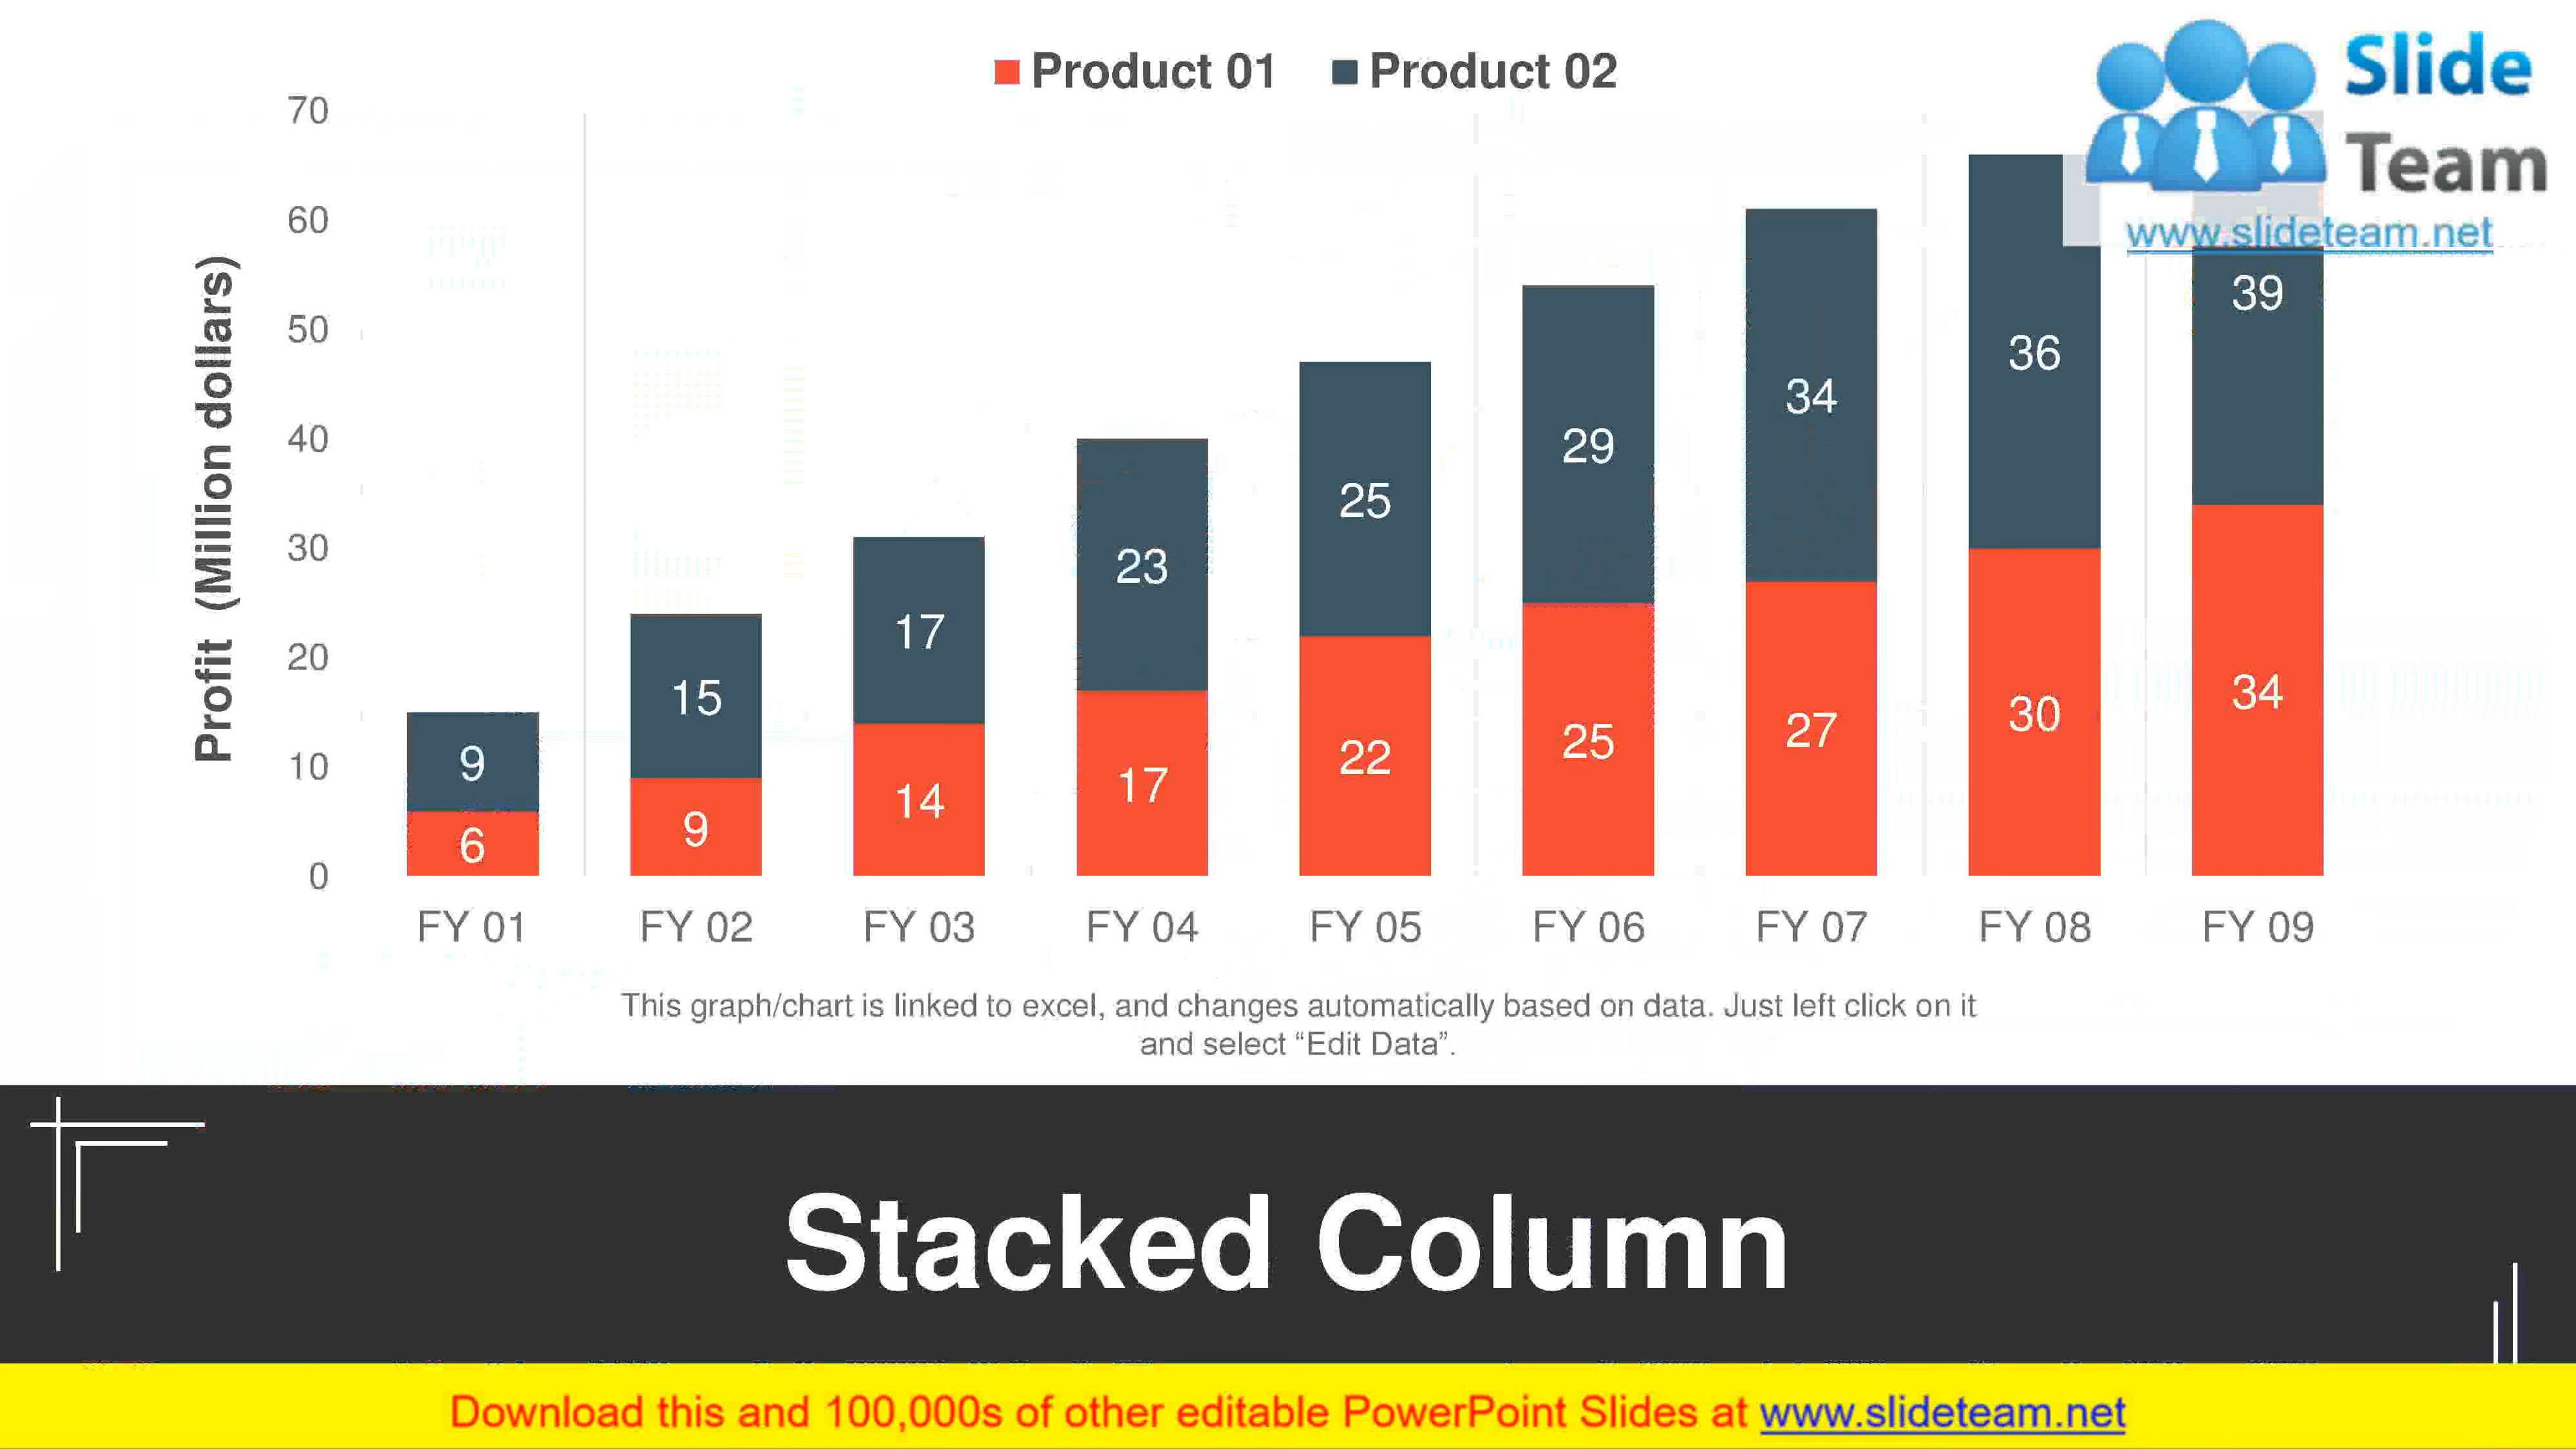 Product 01 Product 02
Slide
Team
www.slideteam.net
Profit (Million dollars)
70
60
50
40
30
20
10
0
9 15 17 23 25 29 34 36 39
6 9 14 17 22 25 27 30 34
FY 01 FY 02 FY 03 FY 04 FY 05 FY 06 FY 07 FY 08 FY 09
This graph/chart is linked to excel, and changes automatically based on data. Just left click on it
and select “Edit Data”.
Stacked Column
Download this and 100,000s of other editable PowerPoint Slides at www.slideteam.net